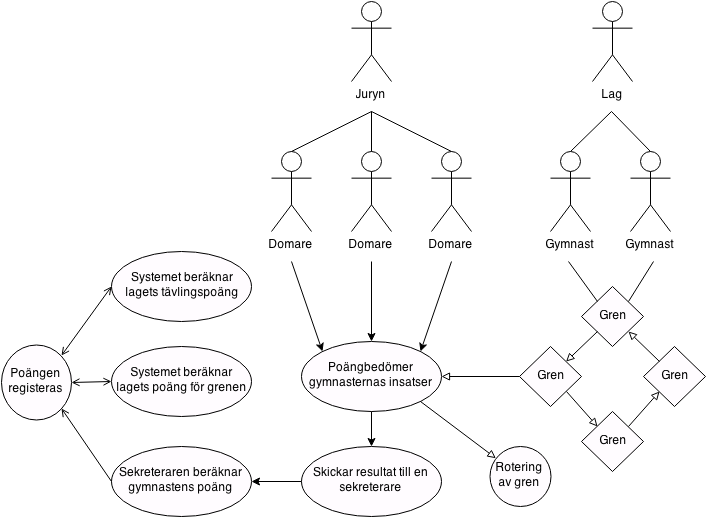 Juryn
Lag
Domare
Domare
Domare
Gymnast
Gymnast
Systemet beräknar
lagets tävlingspoäng
Gren
Poängen
registeras
Systemet beräknar
lagets poäng för grenen
Poängbedömer
gymnasternas insatser
Gren
Gren
Gren
Sekreteraren beräknar
gymnastens poäng
Skickar resultat till en
sekreterare
Rotering
av gren